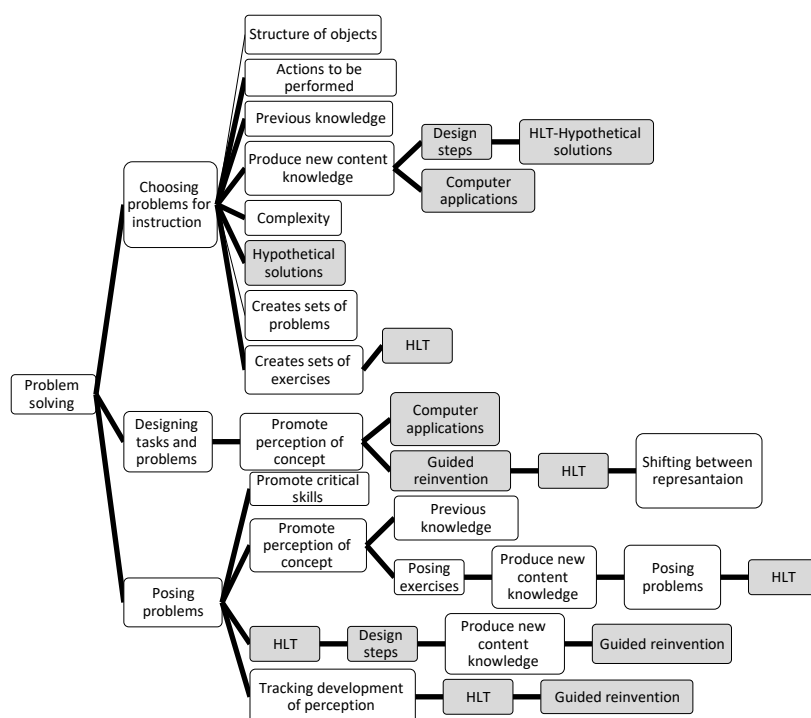 Structure of objects
Actions to be
performed
Previous knowledge
Produce new content
knowledge
Design
steps
HLT-Hypothetical
solutions
Computer
applications
Choosing
problems for
instruction
Complexity
Hypothetical
solutions
Creates sets of
problems
Creates sets of
exercises
HLT
Problem
solving
Designing
tasks and
problems
Promote
perception of
concept
Computer
applications
Guided
reinvention
HLT
Shifting between
represantaion
Promote critical
skills
Promote
perception of
concept
Previous
knowledge
Posing
exercises
Produce new
content
knowledge
Posing
problems
HLT
Posing
problems
HLT
Design
steps
Produce new
content
knowledge
Guided reinvention
Tracking development
of perception
HLT
Guided reinvention